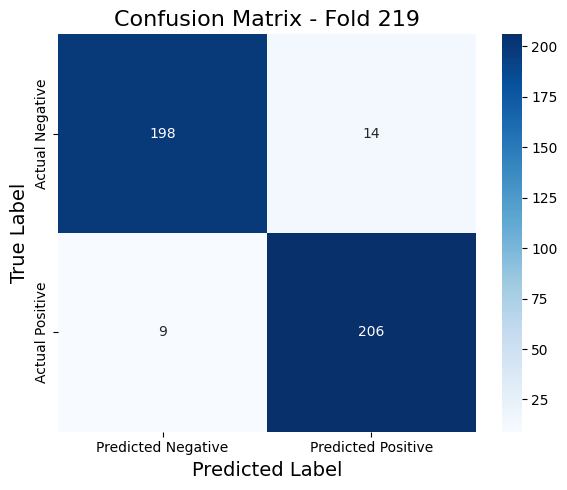 Confusion Matrix - Fold 219
True Label
Actual Negative
198
14
Actual Positive
9
206
Predicted Negative
Predicted Positive
Predicted Label
200
175
150
125
100
75
50
25